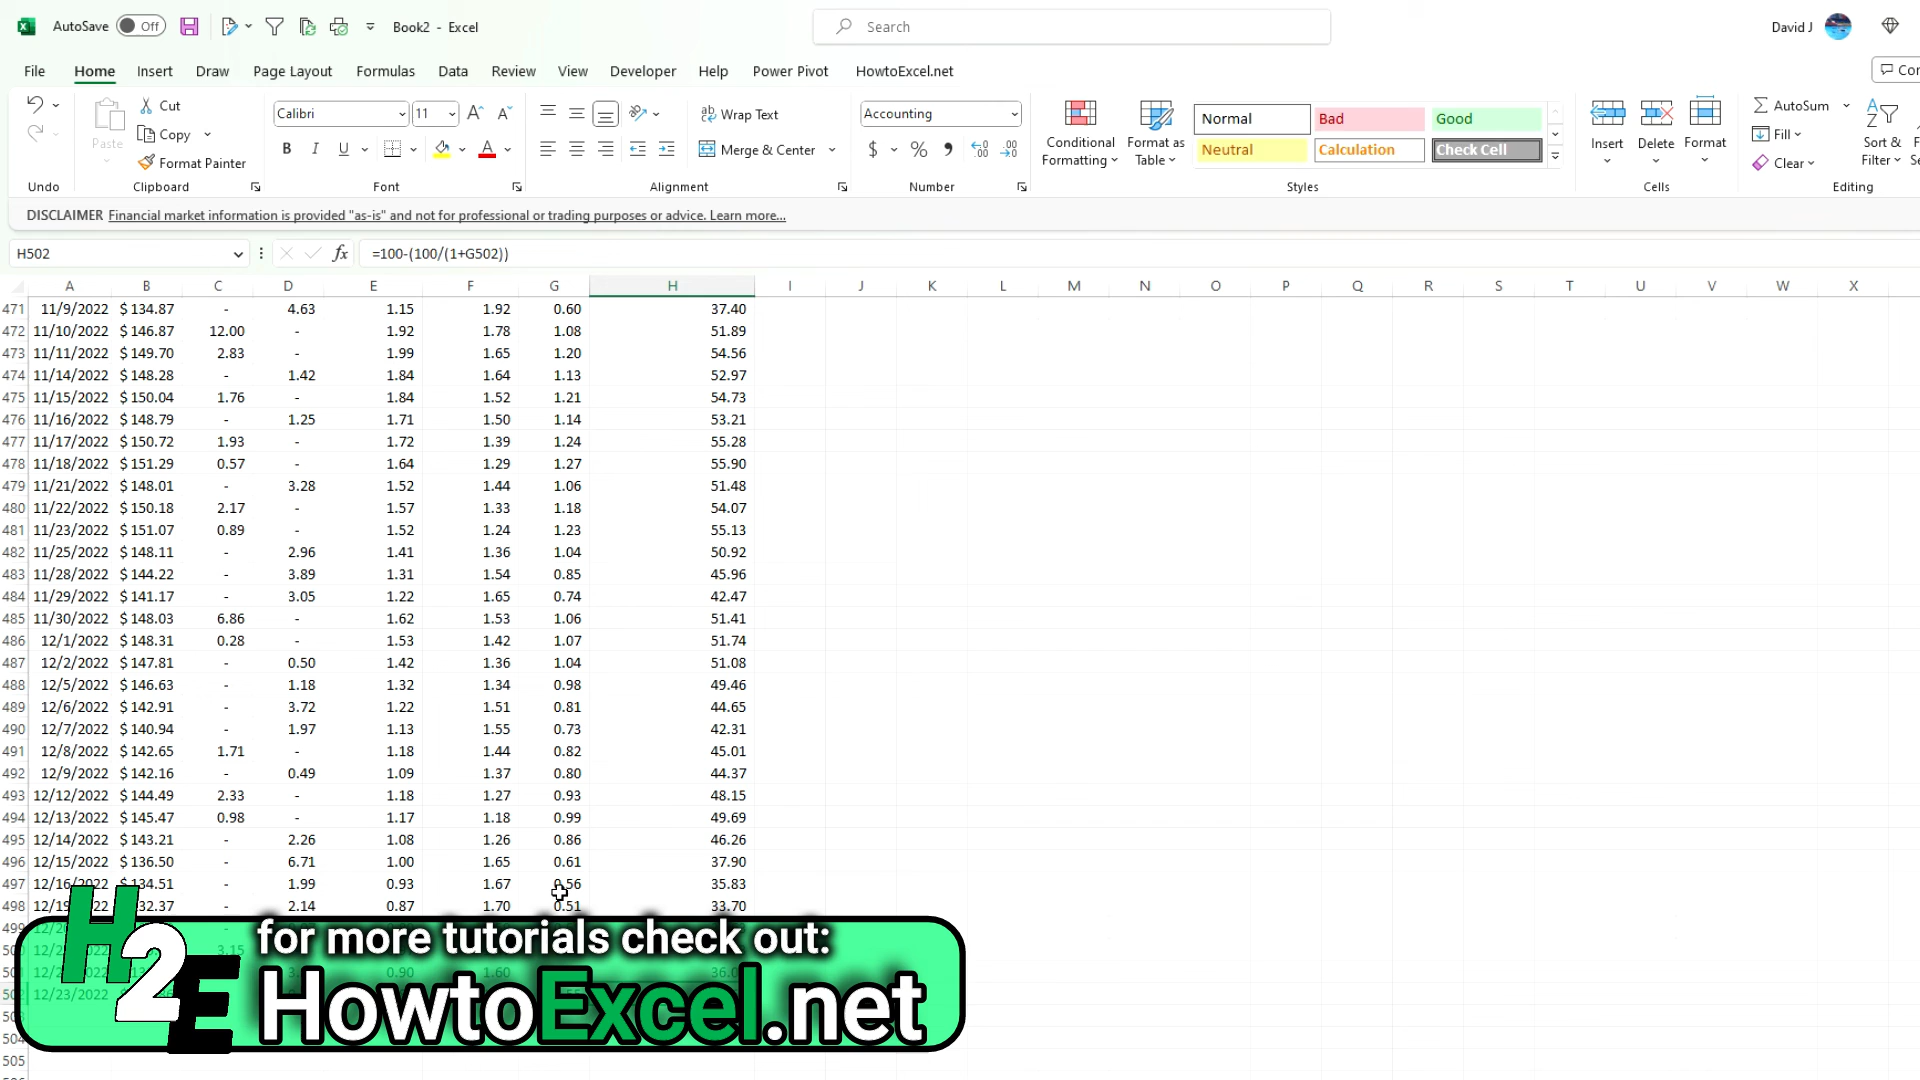 AutoSave Off Book2 - Excel Search David J
File Home Insert Draw Page Layout Formulas Data Review View Developer Help Power Pivot HowtoExcel.net
Cut Calibri 11 Wrap Text Accounting Normal Bad Good AutoSum
Paste Copy Conditional Formatting Format as Table Insert Delete Format Fill Sort & Filter
Format Painter B I U A Merge & Center $ % Neutral Calculation Check Cell Clear
Undo Clipboard Font Alignment Number Styles Cells Editing
DISCLAIMER Financial market information is provided "as-is" and not for professional or trading purposes or advice. Learn more...
H502 fx =100-(100/(1+G502))
A B C D E F G H I J K L M N O P Q R S T U V W X
471 11/9/2022 $ 134.87 - 4.63 1.15 1.92 0.60 37.40
472 11/10/2022 $ 146.87 12.00 - 1.92 1.78 1.08 51.89
473 11/11/2022 $ 149.70 2.83 - 1.99 1.65 1.20 54.56
474 11/14/2022 $ 148.28 - 1.42 1.84 1.64 1.13 52.97
475 11/15/2022 $ 150.04 1.76 - 1.84 1.52 1.21 54.73
476 11/16/2022 $ 148.79 - 1.25 1.71 1.50 1.14 53.21
477 11/17/2022 $ 150.72 1.93 - 1.72 1.39 1.24 55.28
478 11/18/2022 $ 151.29 0.57 - 1.64 1.29 1.27 55.90
479 11/21/2022 $ 148.01 - 3.28 1.52 1.44 1.06 51.48
480 11/22/2022 $ 150.18 2.17 - 1.57 1.33 1.18 54.07
481 11/23/2022 $ 151.07 0.89 - 1.52 1.24 1.23 55.13
482 11/25/2022 $ 148.11 - 2.96 1.41 1.36 1.04 50.92
483 11/28/2022 $ 144.22 - 3.89 1.31 1.54 0.85 45.96
484 11/29/2022 $ 141.17 - 3.05 1.22 1.65 0.74 42.47
485 11/30/2022 $ 148.03 6.86 - 1.62 1.53 1.06 51.41
486 12/1/2022 $ 148.31 0.28 - 1.53 1.42 1.07 51.74
487 12/2/2022 $ 147.81 - 0.50 1.42 1.36 1.04 51.08
488 12/5/2022 $ 146.63 - 1.18 1.32 1.34 0.98 49.46
489 12/6/2022 $ 142.91 - 3.72 1.22 1.51 0.81 44.65
490 12/7/2022 $ 140.94 - 1.97 1.13 1.55 0.73 42.31
491 12/8/2022 $ 142.65 1.71 - 1.18 1.44 0.82 45.01
492 12/9/2022 $ 142.16 - 0.49 1.09 1.37 0.80 44.37
493 12/12/2022 $ 144.49 2.33 - 1.18 1.27 0.93 48.15
494 12/13/2022 $ 145.47 0.98 - 1.17 1.18 0.99 49.69
495 12/14/2022 $ 143.21 - 2.26 1.08 1.26 0.86 46.26
496 12/15/2022 $ 136.50 - 6.71 1.00 1.65 0.61 37.90
497 12/16/2022 - 1.99 0.93 1.67 0.56 35.83
498 - 2.14 0.87 1.70 0.51 33.70
3.15
0.90 1.60
12/23/2022
505
for more tutorials check out:
H2E HowtoExcel.net